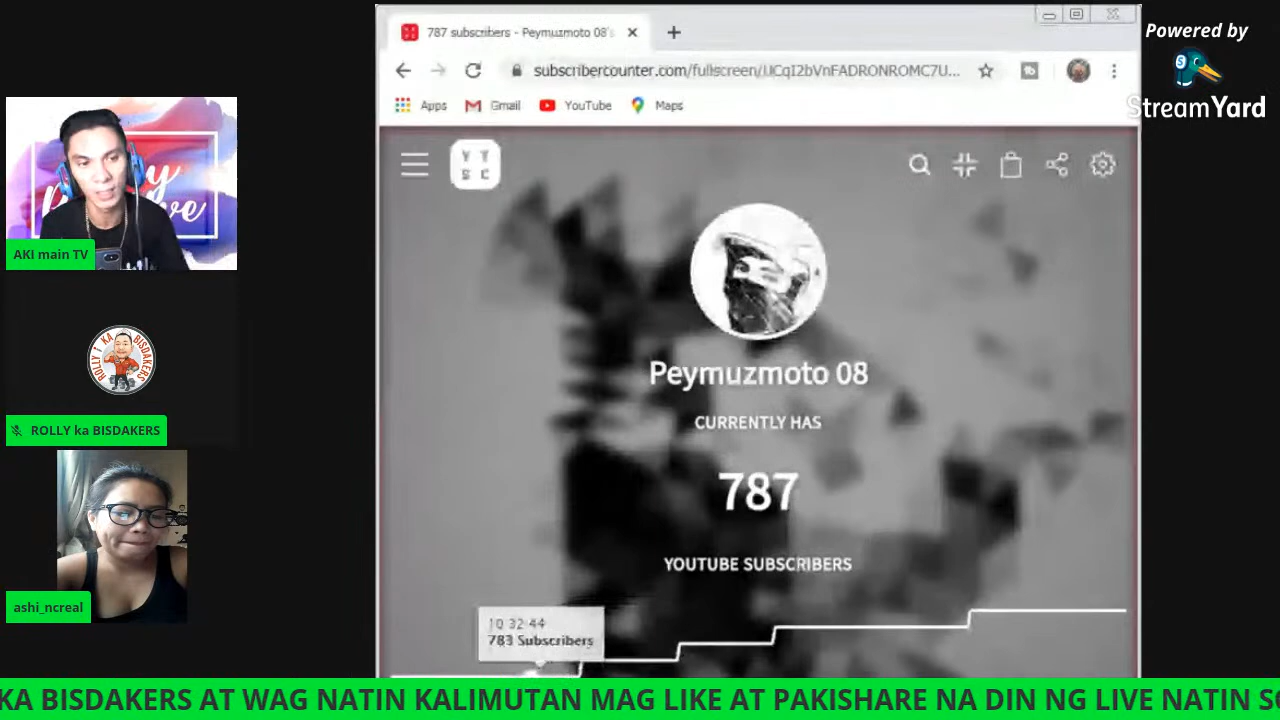 787 subscribers - Peymuzmoto 08's
subscribercounter.com/fullscreen/UCqI2bVnFADRONROMC7U...
Apps
Gmail
YouTube
Maps
Powered by
StreamYard
Y T
S C
AKI main TV
ROLLY ka BISDAKERS
ashi_ncreal
Peymuzmoto 08
CURRENTLY HAS
787
YOUTUBE SUBSCRIBERS
10 32 44
783 Subscribers
KA BISDAKERS AT WAG NATIN KALIMUTAN MAG LIKE AT PAKISHARE NA DIN NG LIVE NATIN